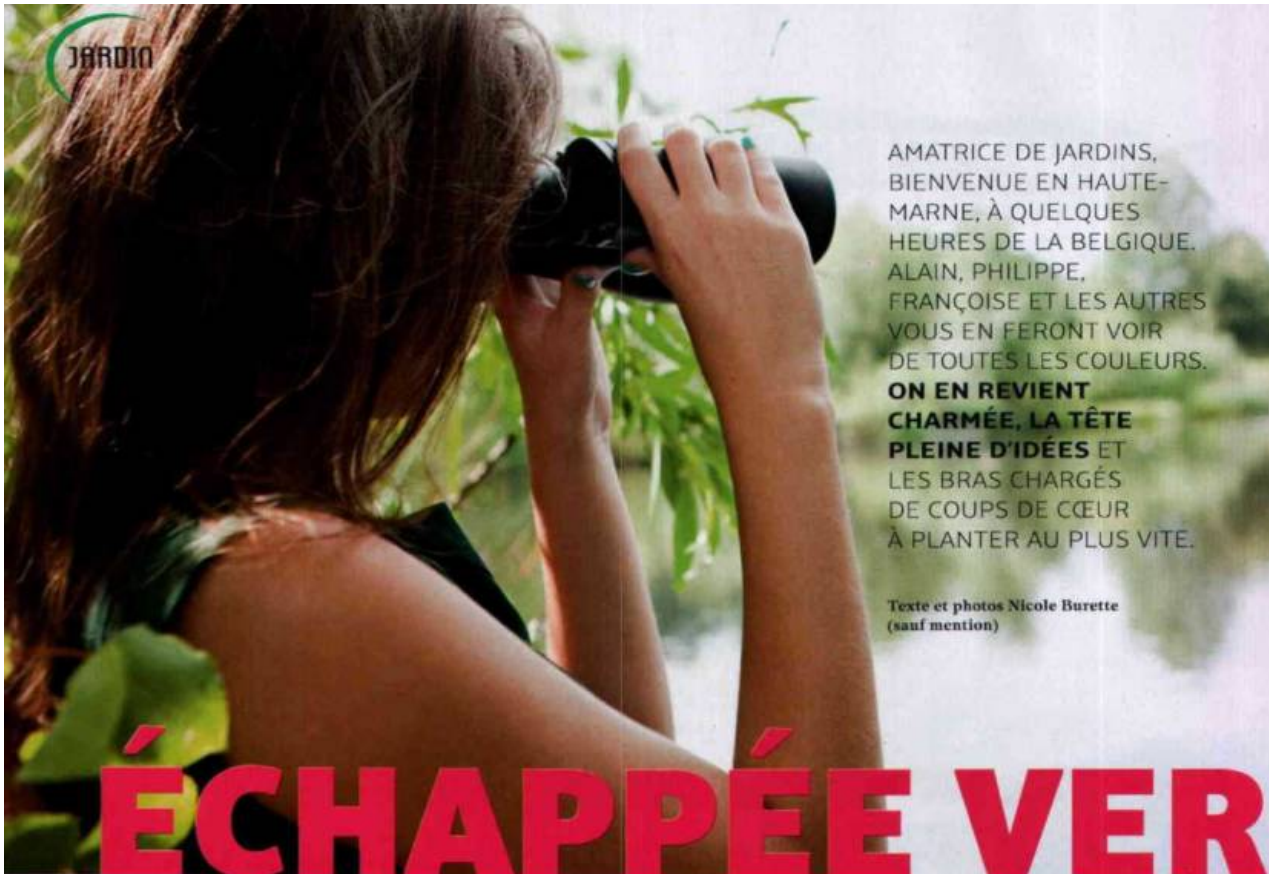 JARDIN
AMATRICE DE JARDINS,
BIENVENUE EN HAUTE-
MARNE, À QUELQUES
HEURES DE LA BELGIQUE.
ALAIN, PHILIPPE,
FRANÇOISE ET LES AUTRES
VOUS EN FERONT VOIR
DE TOUTES LES COULEURS.
ON EN REVIENT
CHARMÉE, LA TÊTE
PLEINE D'IDÉES ET
LES BRAS CHARGÉS
DE COUPS DE CŒUR
À PLANTER AU PLUS VITE.
Texte et photos Nicole Burette
(sauf mention)
ÉCHAPPÉE VER